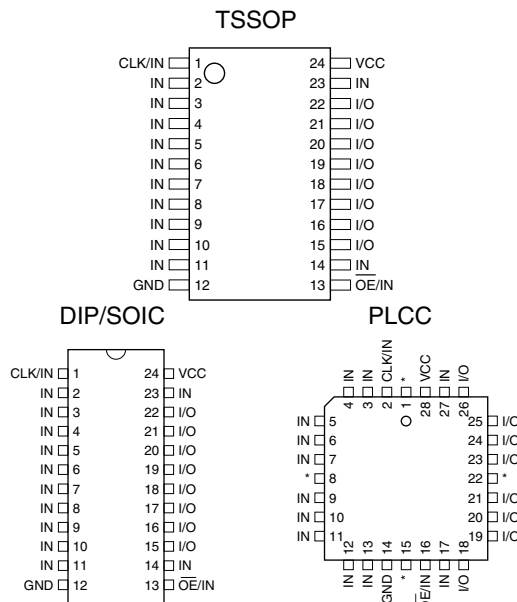 TSSOP
CLK/IN 1 24 VCC
IN 2 23 IN
IN 3 22 I/O
IN 4 21 I/O
IN 5 20 I/O
IN 6 19 I/O
IN 7 18 I/O
IN 8 17 I/O
IN 9 16 I/O
IN 10 15 I/O
IN 11 14 IN
GND 12 13 OE/IN
DIP/SOIC
CLK/IN 1 24 VCC
IN 2 23 IN
IN 3 22 I/O
IN 4 21 I/O
IN 5 20 I/O
IN 6 19 I/O
IN 7 18 I/O
IN 8 17 I/O
IN 9 16 I/O
IN 10 15 I/O
IN 11 14 IN
GND 12 13 OE/IN
PLCC
IN IN CLK/IN * VCC IN I/O
4 3 2 1 28 27 26
IN 5 25 I/O
IN 6 24 I/O
IN 7 23 I/O
* 8 22 *
IN 9 21 I/O
IN 10 20 I/O
IN 11 19 I/O
12 13 14 15 16 17 18
IN IN GND * OE/IN IN I/O